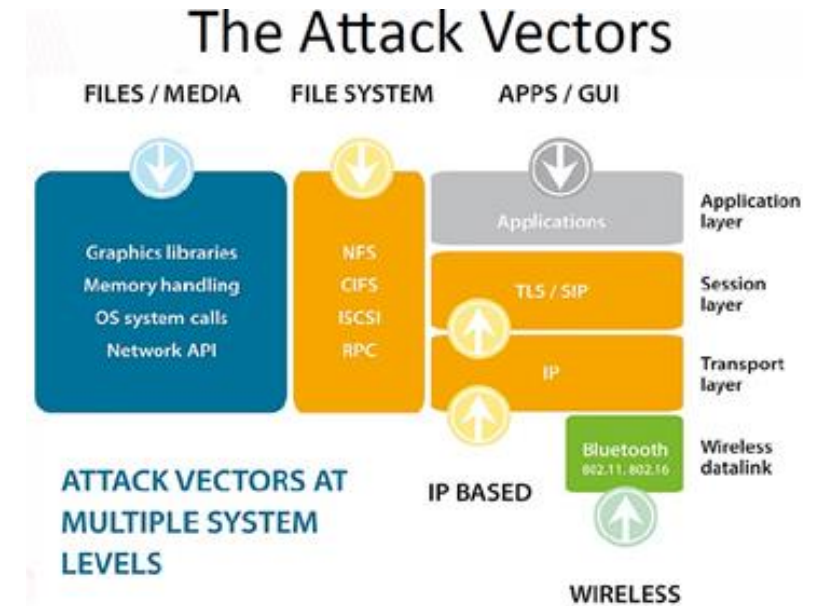 The Attack Vectors
FILES / MEDIA
FILE SYSTEM
APPS / GUI
Graphics libraries
Memory handling
OS system calls
Network API
NFS
CIFS
ISCSI
RPC
Applications
Application
layer
TLS / SIP
Session
layer
IP
Transport
layer
Bluetooth
802.11, 802.16
Wireless
datalink
ATTACK VECTORS AT
MULTIPLE SYSTEM
LEVELS
IP BASED
WIRELESS